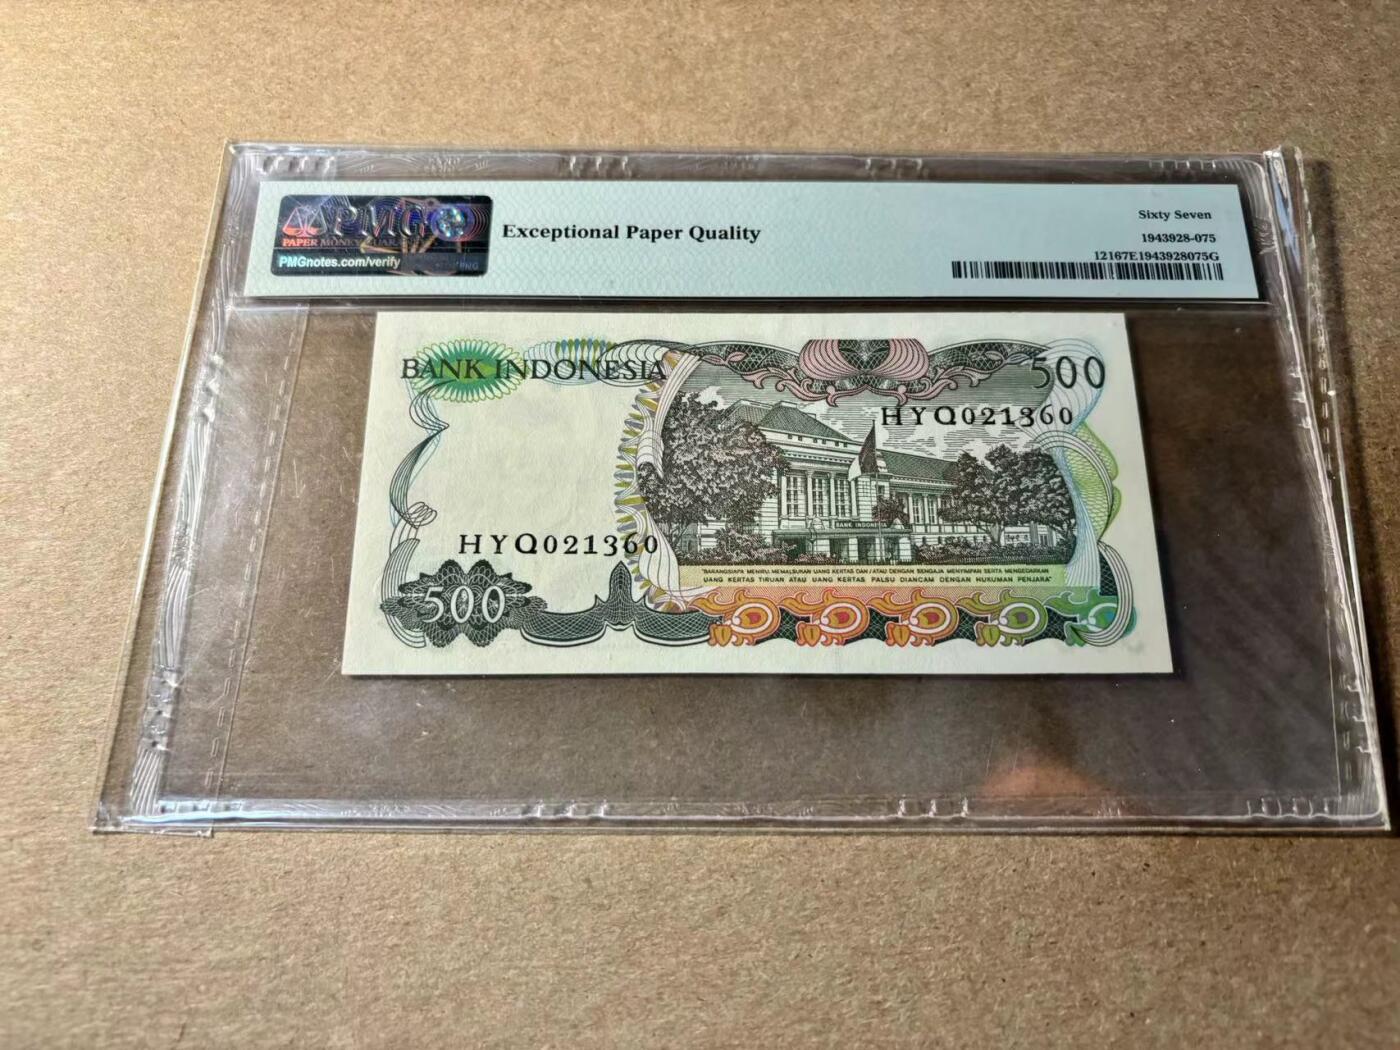 PMG
PAPER MONEY GUARANTY
PMGnotes.com/verify
Exceptional Paper Quality
Sixty Seven
1943928-075
12167E1943928075G
BANK INDONESIA
500
HYQ021360
BANK INDONESIA
HYQ021360
"BARANGSIAPA MENIRU, MEMALSUKAN UANG KERTAS DAN/ATAU DENGAN SENGAJA MENYIMPAN SERTA MENGEDARKAN
UANG KERTAS TIRUAN ATAU UANG KERTAS PALSU DIANCAM DENGAN HUKUMAN PENJARA"
500